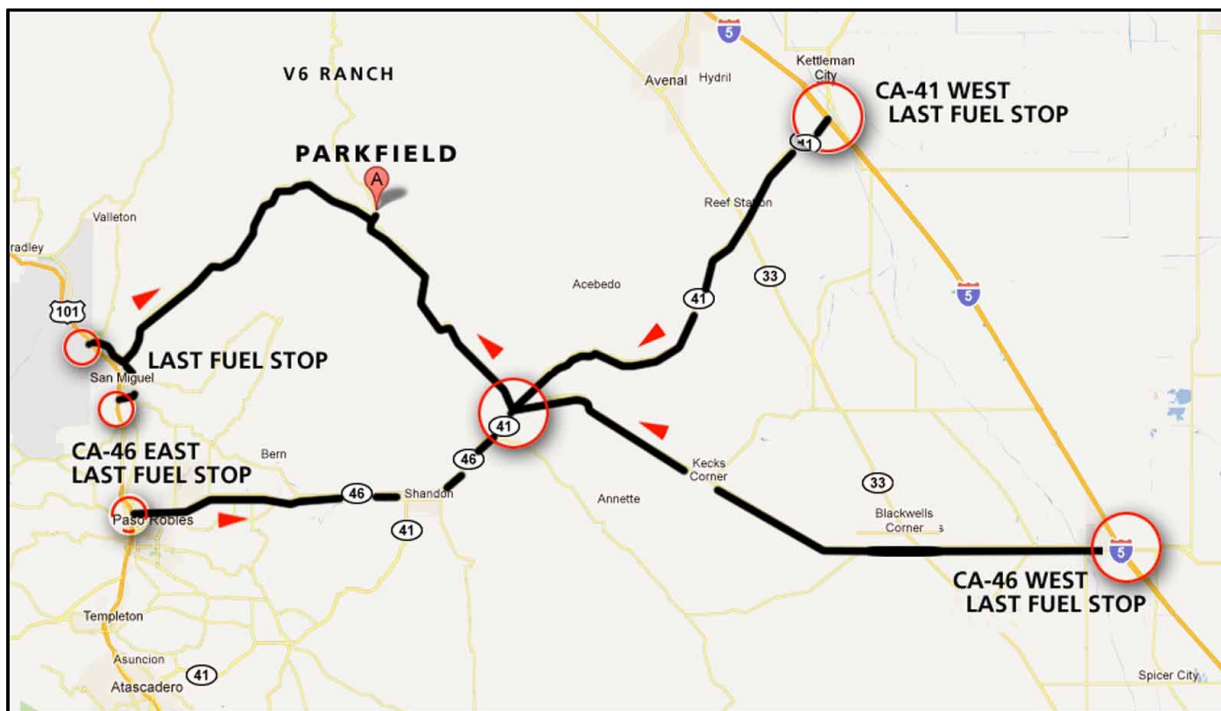 5
Kettleman
City
V6 RANCH
Avenal
Hydril
CA-41 WEST
LAST FUEL STOP
41
PARKFIELD
A
Valleton
Reef Station
radley
33
Acebedo
5
101
41
LAST FUEL STOP
San Miguel
41
CA-46 EAST
LAST FUEL STOP
Bern
46
Kecks
Corner
46
Shandon
Annette
33
Paso Robles
41
Blackwells
Corner
s
5
CA-46 WEST
LAST FUEL STOP
Templeton
Asuncion
41
Atascadero
Spicer City